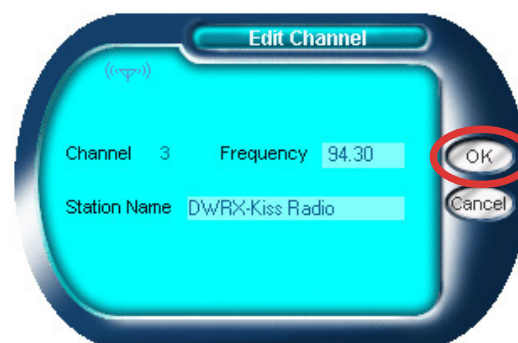 Edit Channel
Channel 3 Frequency 94.30 OK
Station Name DWRX-Kiss Radio Cancel